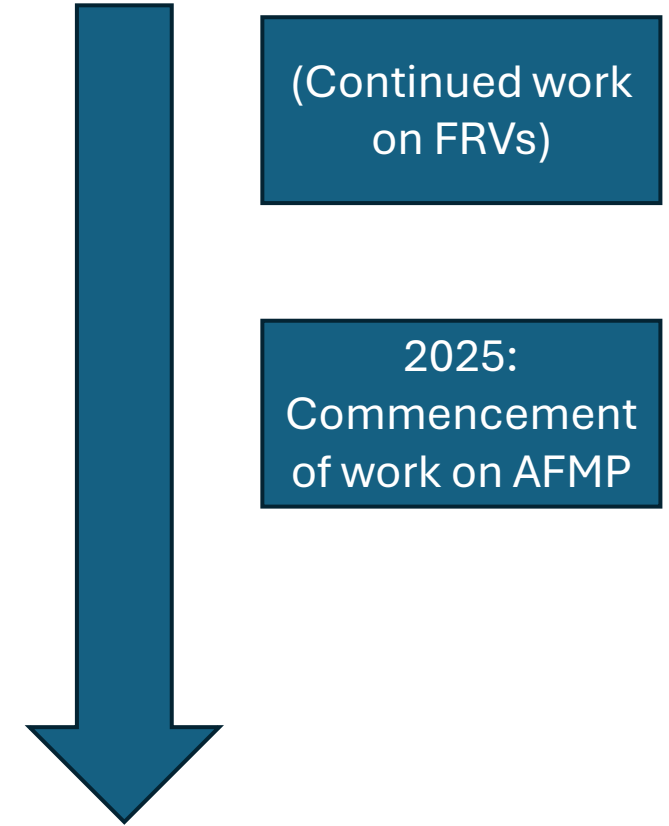 (Continued work
on FRVs)
2025:
Commencement
of work on AFMP